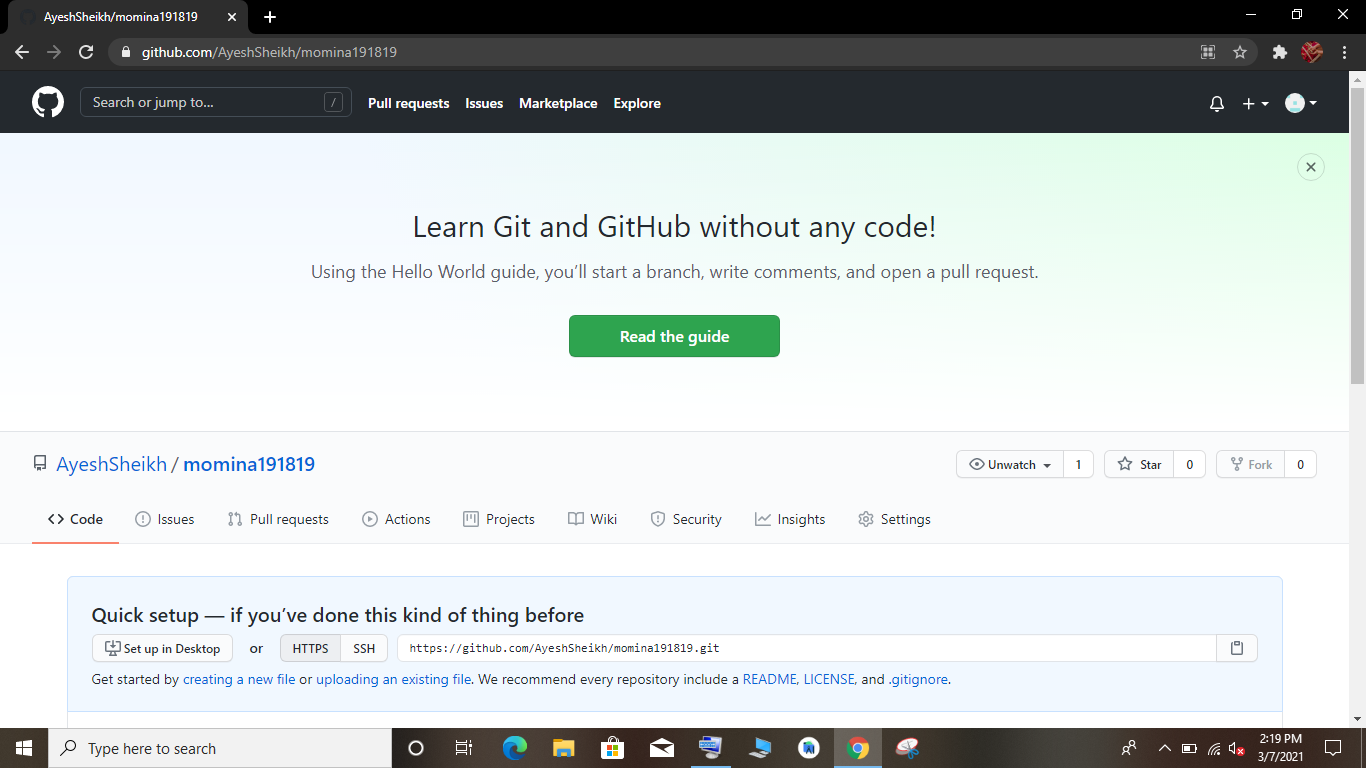 AyeshSheikh/momina191819
github.com/AyeshSheikh/momina191819
Search or jump to... / Pull requests Issues Marketplace Explore
Learn Git and GitHub without any code!
Using the Hello World guide, you’ll start a branch, write comments, and open a pull request.
Read the guide
AyeshSheikh / momina191819 Unwatch 1 Star 0 Fork 0
Code Issues Pull requests Actions Projects Wiki Security Insights Settings
Quick setup — if you’ve done this kind of thing before
Set up in Desktop or HTTPS SSH https://github.com/AyeshSheikh/momina191819.git
Get started by creating a new file or uploading an existing file. We recommend every repository include a README, LICENSE, and .gitignore.
Type here to search
2:19 PM
3/7/2021